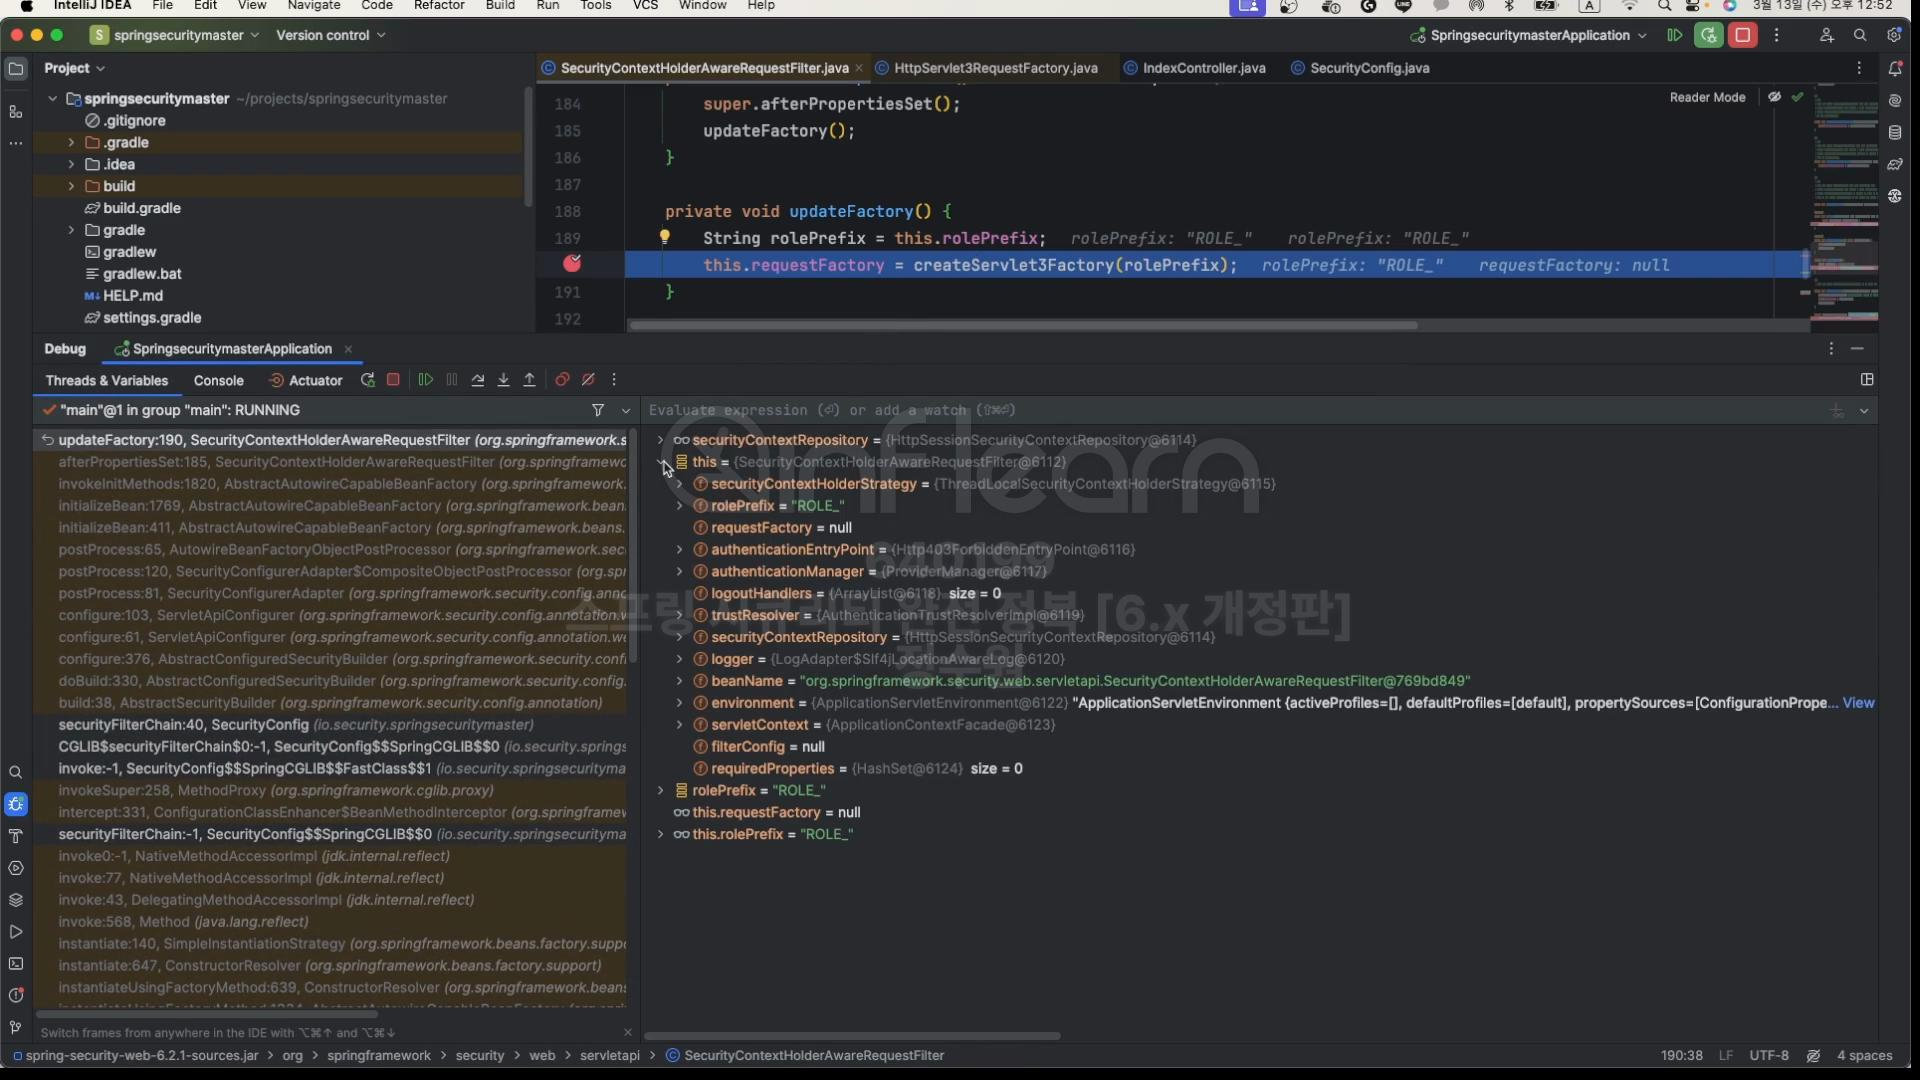 IntelliJ IDEA File Edit View Navigate Code Refactor Build Run Tools VCS Window Help 3월 13일 (수) 오후 12:52
springsecuritymaster Version control SpringsecuritymasterApplication
Project
SecurityContextHolderAwareRequestFilter.java HttpServlet3RequestFactory.java IndexController.java SecurityConfig.java
Reader Mode
springsecuritymaster ~/projects/springsecuritymaster
.gitignore
.gradle
.idea
build
build.gradle
gradle
gradlew
gradlew.bat
HELP.md
settings.gradle
184 super.afterPropertiesSet();
185 updateFactory();
186 }
187
188 private void updateFactory() {
189 String rolePrefix = this.rolePrefix; rolePrefix: "ROLE_" rolePrefix: "ROLE_"
this.requestFactory = createServlet3Factory(rolePrefix); rolePrefix: "ROLE_" requestFactory: null
191 }
192
Debug SpringsecuritymasterApplication
Threads & Variables Console Actuator
"main"@1 in group "main": RUNNING
Evaluate expression (⏎) or add a watch (⇧⌘⏎)
updateFactory:190, SecurityContextHolderAwareRequestFilter (org.springframework.s
afterPropertiesSet:185, SecurityContextHolderAwareRequestFilter (org.springframewo
invokeInitMethods:1820, AbstractAutowireCapableBeanFactory (org.springframework
initializeBean:1769, AbstractAutowireCapableBeanFactory (org.springframework.bean
initializeBean:411, AbstractAutowireCapableBeanFactory (org.springframework.beans.
postProcess:65, AutowireBeanFactoryObjectPostProcessor (org.springframework.sec
postProcess:120, SecurityConfigurerAdapter$CompositeObjectPostProcessor (org.spr
postProcess:81, SecurityConfigurerAdapter (org.springframework.security.config.anno
configure:103, ServletApiConfigurer (org.springframework.security.config.annotation.w
configure:61, ServletApiConfigurer (org.springframework.security.config.annotation.we
configure:376, AbstractConfiguredSecurityBuilder (org.springframework.security.confi
doBuild:330, AbstractConfiguredSecurityBuilder (org.springframework.security.config.
build:38, AbstractSecurityBuilder (org.springframework.security.config.annotation)
securityFilterChain:40, SecurityConfig (io.security.springsecuritymaster)
CGLIB$securityFilterChain$0:-1, SecurityConfig$$SpringCGLIB$$0 (io.security.springs
invoke:-1, SecurityConfig$$SpringCGLIB$$FastClass$$1 (io.security.springsecuritymas
invokeSuper:258, MethodProxy (org.springframework.cglib.proxy)
intercept:331, ConfigurationClassEnhancer$BeanMethodInterceptor (org.springframew
securityFilterChain:-1, SecurityConfig$$SpringCGLIB$$0 (io.security.springsecurityma
invoke0:-1, NativeMethodAccessorImpl (jdk.internal.reflect)
invoke:77, NativeMethodAccessorImpl (jdk.internal.reflect)
invoke:43, DelegatingMethodAccessorImpl (jdk.internal.reflect)
invoke:568, Method (java.lang.reflect)
instantiate:140, SimpleInstantiationStrategy (org.springframework.beans.factory.suppo
instantiate:647, ConstructorResolver (org.springframework.beans.factory.support)
instantiateUsingFactoryMethod:639, ConstructorResolver (org.springframework.beans
Switch frames from anywhere in the IDE with ⌥⌘↑ and ⌥⌘↓
securityContextRepository = {HttpSessionSecurityContextRepository@6114}
this = {SecurityContextHolderAwareRequestFilter@6112}
securityContextHolderStrategy = {ThreadLocalSecurityContextHolderStrategy@6115}
rolePrefix = "ROLE_"
requestFactory = null
authenticationEntryPoint = {Http403ForbiddenEntryPoint@6116}
authenticationManager = {ProviderManager@6117}
logoutHandlers = {ArrayList@6118} size = 0
trustResolver = {AuthenticationTrustResolverImpl@6119}
securityContextRepository = {HttpSessionSecurityContextRepository@6114}
logger = {LogAdapter$Slf4jLocationAwareLog@6120}
beanName = "org.springframework.security.web.servletapi.SecurityContextHolderAwareRequestFilter@769bd849"
environment = {ApplicationServletEnvironment@6122} "ApplicationServletEnvironment {activeProfiles=[], defaultProfiles=[default], propertySources=[ConfigurationPrope... View
servletContext = {ApplicationContextFacade@6123}
filterConfig = null
requiredProperties = {HashSet@6124} size = 0
rolePrefix = "ROLE_"
this.requestFactory = null
this.rolePrefix = "ROLE_"
inflearn
640199
스프링 시큐리티 완전 정복 [6.x 개정판]
정수원
spring-security-web-6.2.1-sources.jar > org > springframework > security > web > servletapi > SecurityContextHolderAwareRequestFilter 190:38 LF UTF-8 4 spaces